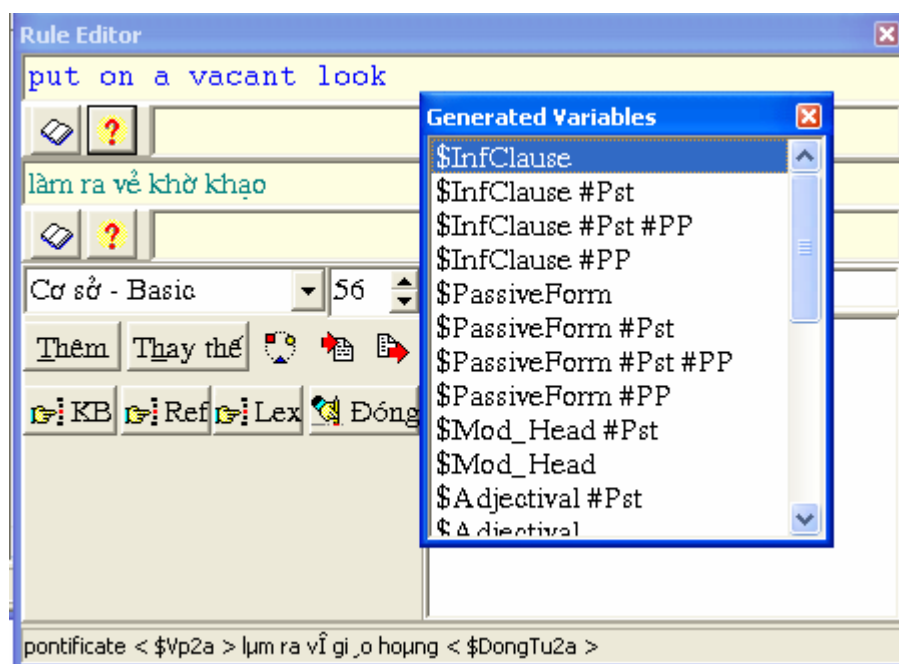 Rule Editor
put on a vacant look
?
làm ra vẻ khờ khạo
?
Cơ sở - Basic 56
Thêm Thay thế
KB Ref Lex Đóng
Generated Variables
$InfClause
$InfClause #Pst
$InfClause #Pst #PP
$InfClause #PP
$PassiveForm
$PassiveForm #Pst
$PassiveForm #Pst #PP
$PassiveForm #PP
$Mod_Head #Pst
$Mod_Head
$Adjectival #Pst
$Adjectival
pontificate < $Vp2a > lụm ra vÎ gi ¸o hoµng < $DongTu2a >